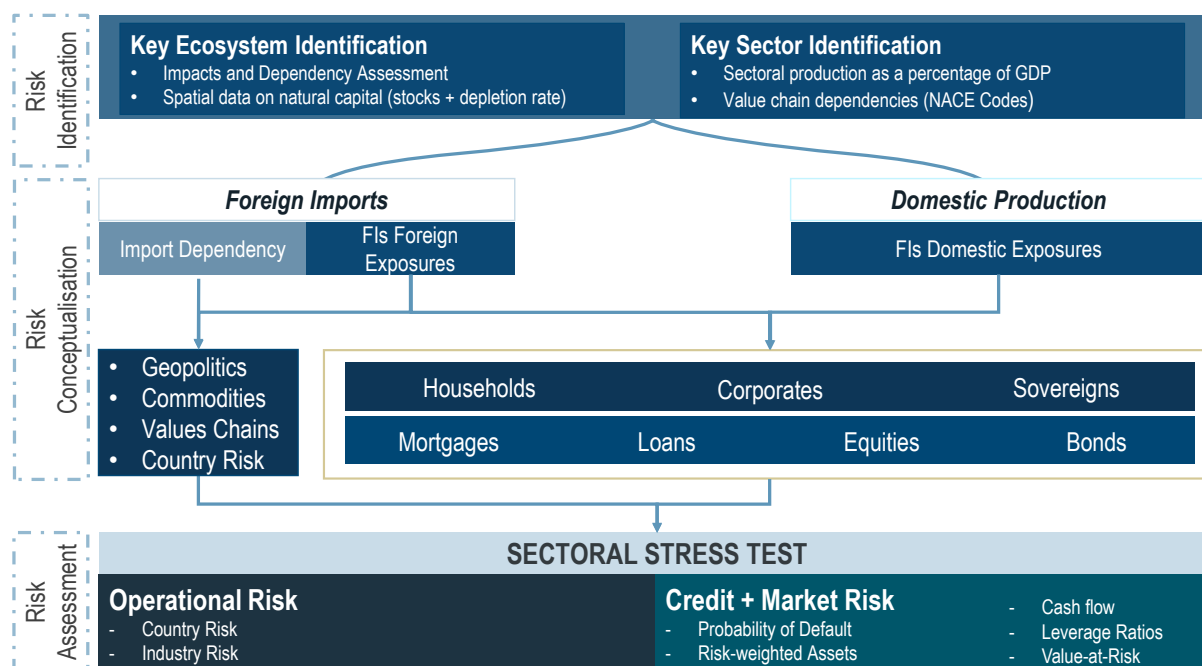 Risk
Identification
Key Ecosystem Identification
• Impacts and Dependency Assessment
• Spatial data on natural capital (stocks + depletion rate)
Key Sector Identification
• Sectoral production as a percentage of GDP
• Value chain dependencies (NACE Codes)
Risk
Conceptualisation
Foreign Imports
Import Dependency
FIs Foreign
Exposures
Domestic Production
FIs Domestic Exposures
• Geopolitics
• Commodities
• Values Chains
• Country Risk
Households Corporates Sovereigns
Mortgages Loans Equities Bonds
Risk
Assessment
SECTORAL STRESS TEST
Operational Risk
- Country Risk
- Industry Risk
Credit + Market Risk
- Probability of Default
- Risk-weighted Assets
- Cash flow
- Leverage Ratios
- Value-at-Risk